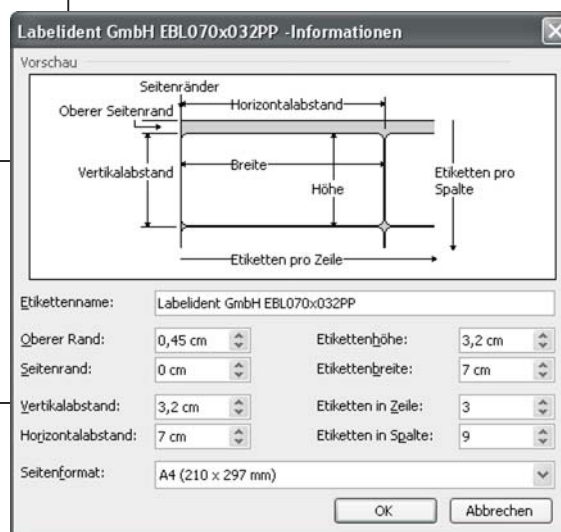 Labelident GmbH EBL070x032PP -Informationen
Vorschau
Seitenränder
Oberer Seitenrand
Horizontalabstand
Vertikalabstand
Breite
Höhe
Etiketten pro
Spalte
Etiketten pro Zeile
Etikettenname: Labelident GmbH EBL070x032PP
Oberer Rand: 0,45 cm Etikettenhöhe: 3,2 cm
Seitenrand: 0 cm Etikettenbreite: 7 cm
Vertikalabstand: 3,2 cm Etiketten in Zeile: 3
Horizontalabstand: 7 cm Etiketten in Spalte: 9
Seitenformat: A4 (210 x 297 mm)
OK Abbrechen